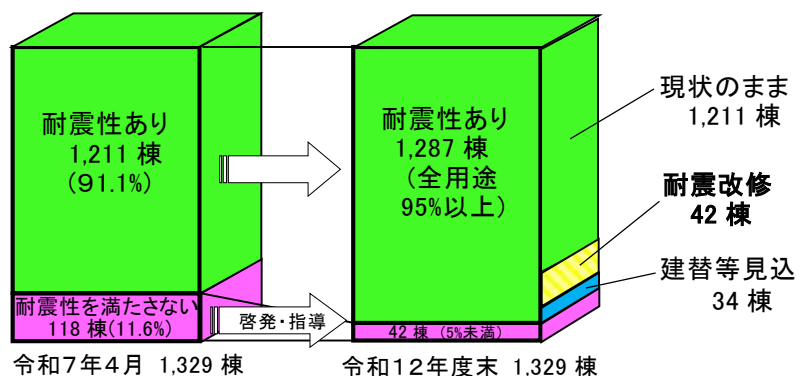 耐震性あり
1,211 棟
(91.1%)
耐震性を満たさない
118 棟(11.6%)
令和7年4月 1,329 棟
啓発・指導
耐震性あり
1,287 棟
(全用途
95%以上)
42 棟 (5%未満)
令和12年度末 1,329 棟
現状のまま
1,211 棟
耐震改修
42 棟
建替等見込
34 棟